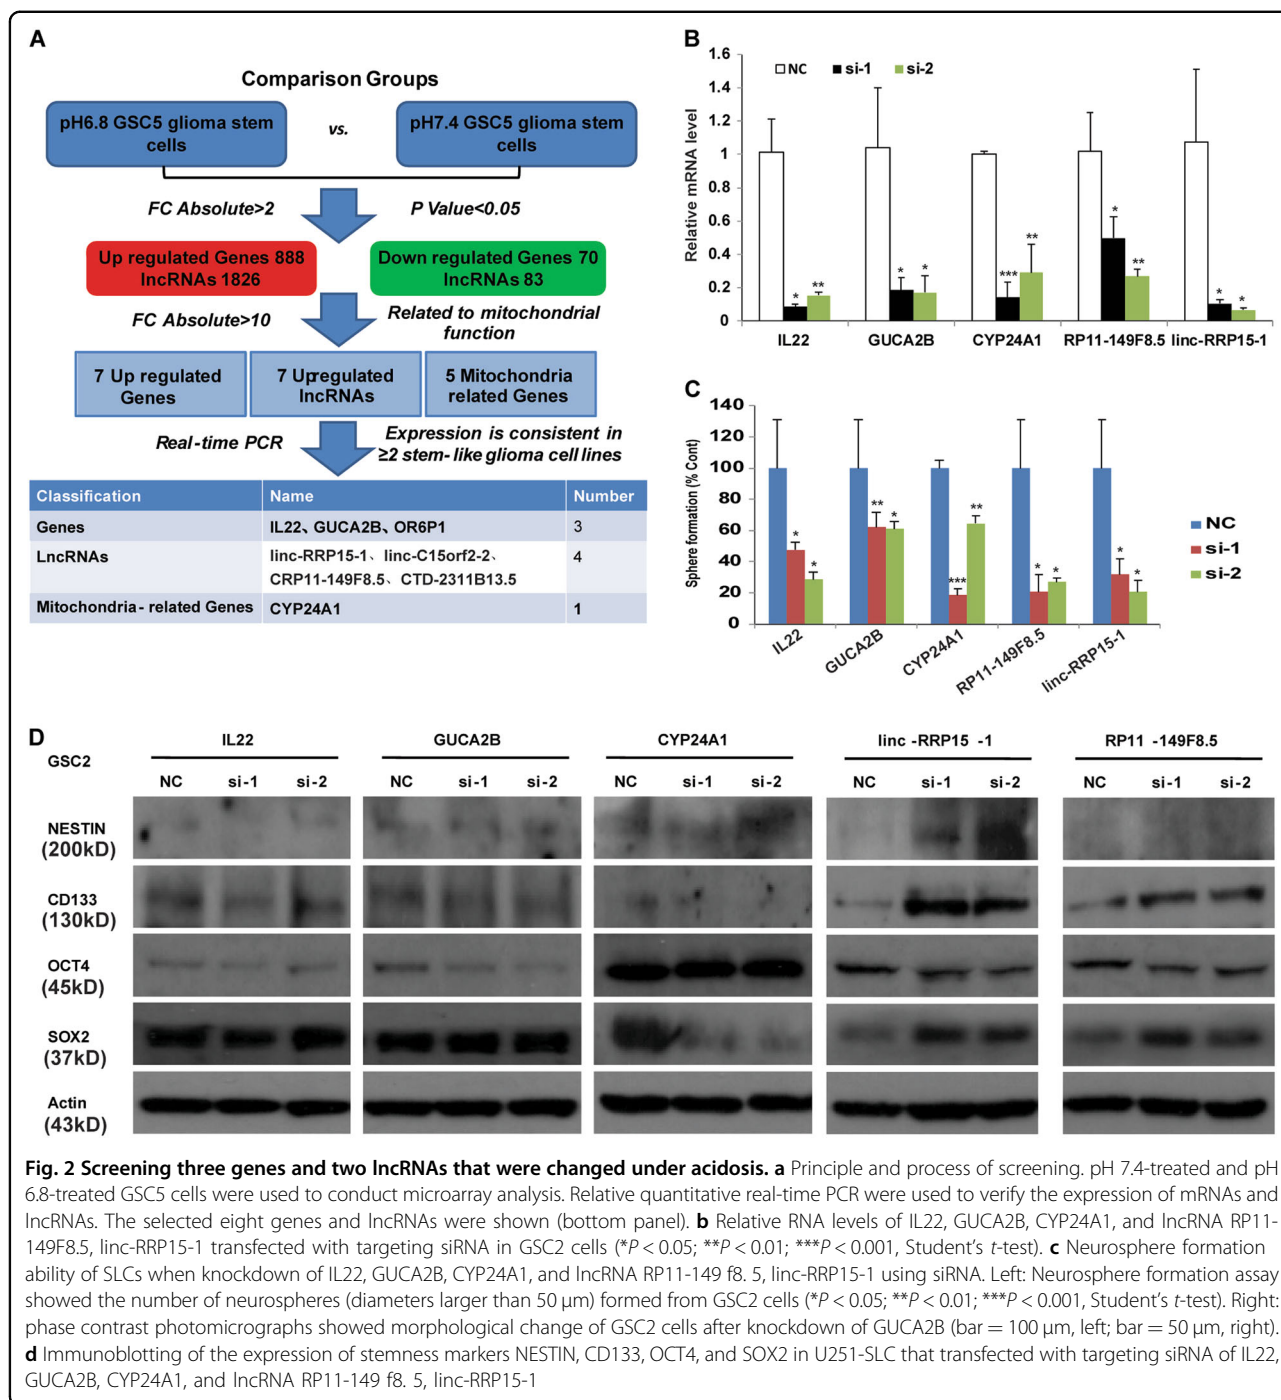 A
Comparison Groups
pH6.8 GSC5 glioma stem
cells
vs.
pH7.4 GSC5 glioma stem
cells
FC Absolute>2
P Value<0.05
Up regulated Genes 888
lncRNAs 1826
Down regulated Genes 70
lncRNAs 83
FC Absolute>10
Related to mitochondrial
function
7 Up regulated
Genes
7 Upregulated
lncRNAs
5 Mitochondria
related Genes
Real-time PCR
Expression is consistent in
≥2 stem-like glioma cell lines
Classification Name Number
Genes IL22、GUCA2B、OR6P1 3
LncRNAs linc-RRP15-1、linc-C15orf2-2、 4
CRP11-149F8.5、CTD-2311B13.5
Mitochondria-related Genes CYP24A1 1
B
Relative mRNA level
1.6
1.4
1.2
1
0.8
0.6
0.4
0.2
0
NC si-1 si-2
* ** * * *** ** * ** * *
IL22 GUCA2B CYP24A1 RP11-149F8.5 linc-RRP15-1
C
Sphere formation (% Cont)
140
120
100
80
60
40
20
0
* * ** * *** ** * * * *
IL22 GUCA2B CYP24A1 RP11-149F8.5 linc-RRP15-1
NC
si-1
si-2
D
GSC2
IL22 GUCA2B CYP24A1 linc -RRP15 -1 RP11 -149F8.5
NC si-1 si-2 NC si-1 si-2 NC si-1 si-2 NC si-1 si-2 NC si-1 si-2
NESTIN
(200kD)
CD133
(130kD)
OCT4
(45kD)
SOX2
(37kD)
Actin
(43kD)
Fig. 2 Screening three genes and two lncRNAs that were changed under acidosis. a Principle and process of screening. pH 7.4-treated and pH
6.8-treated GSC5 cells were used to conduct microarray analysis. Relative quantitative real-time PCR were used to verify the expression of mRNAs and
lncRNAs. The selected eight genes and lncRNAs were shown (bottom panel). b Relative RNA levels of IL22, GUCA2B, CYP24A1, and lncRNA RP11-
149F8.5, linc-RRP15-1 transfected with targeting siRNA in GSC2 cells (*P < 0.05; **P < 0.01; ***P < 0.001, Student's t-test). c Neurosphere formation
ability of SLCs when knockdown of IL22, GUCA2B, CYP24A1, and lncRNA RP11-149 f8. 5, linc-RRP15-1 using siRNA. Left: Neurosphere formation assay
showed the number of neurospheres (diameters larger than 50 μm) formed from GSC2 cells (*P < 0.05; **P < 0.01; ***P < 0.001, Student's t-test). Right:
phase contrast photomicrographs showed morphological change of GSC2 cells after knockdown of GUCA2B (bar = 100 μm, left; bar = 50 μm, right).
d Immunoblotting of the expression of stemness markers NESTIN, CD133, OCT4, and SOX2 in U251-SLC that transfected with targeting siRNA of IL22,
GUCA2B, CYP24A1, and lncRNA RP11-149 f8. 5, linc-RRP15-1